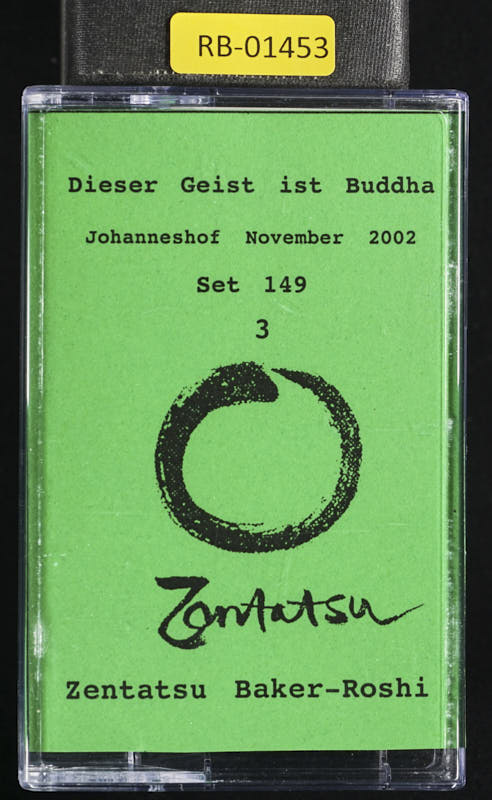 RB-01453
Dieser Geist ist Buddha
Johanneshof November 2002
Set 149
3
Zentatsu
Zentatsu Baker-Roshi